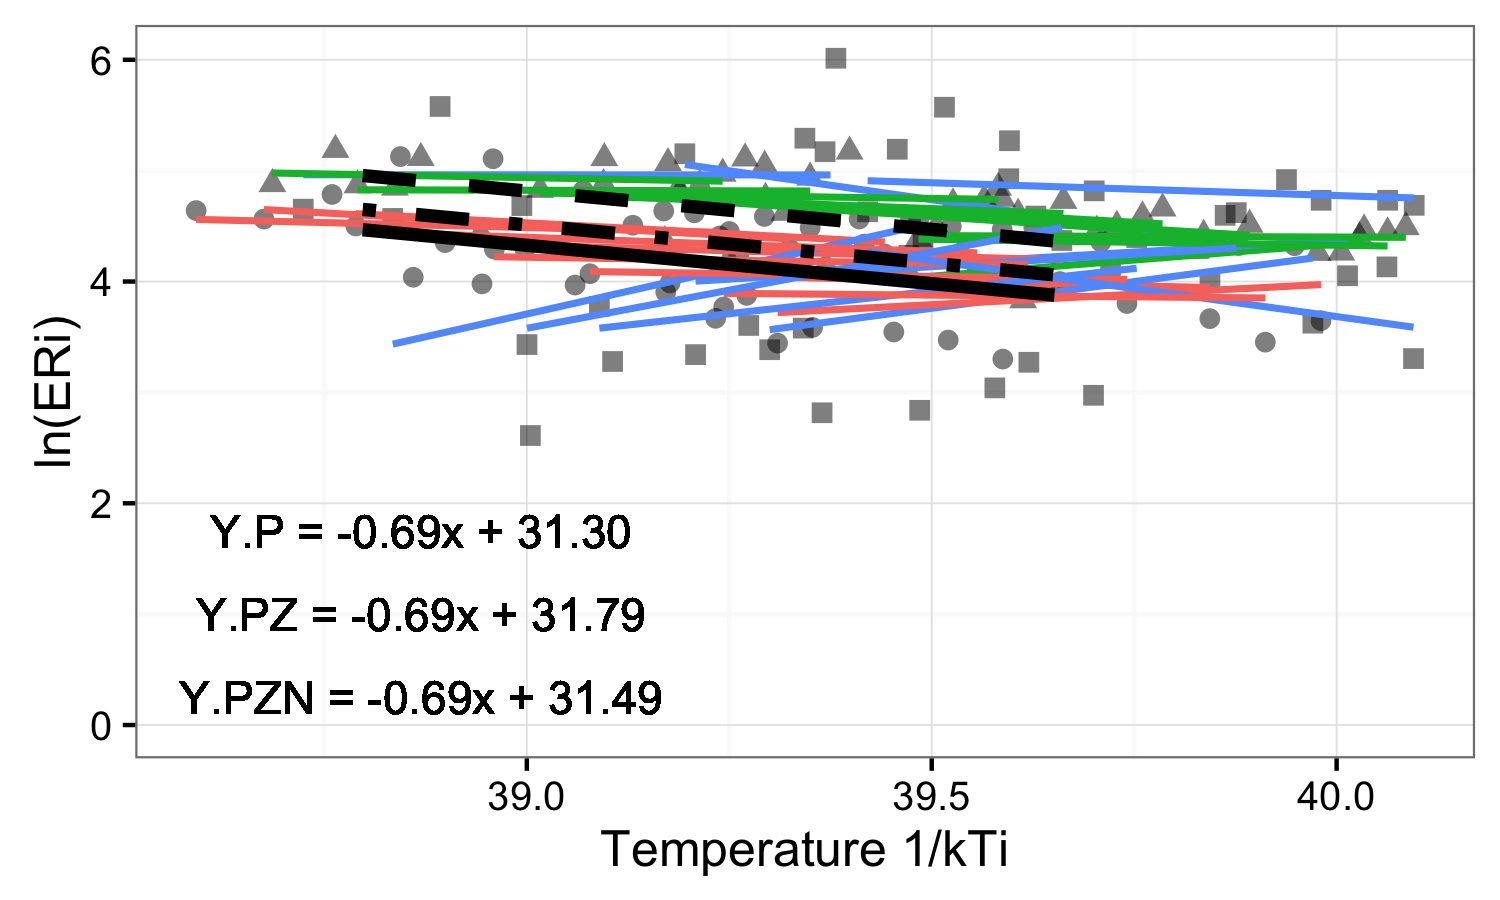 6
4
2
0
ln(ERi)
Y.P = -0.69x + 31.30
Y.PZ = -0.69x + 31.79
Y.PZN = -0.69x + 31.49
39.0 39.5 40.0
Temperature 1/kTi